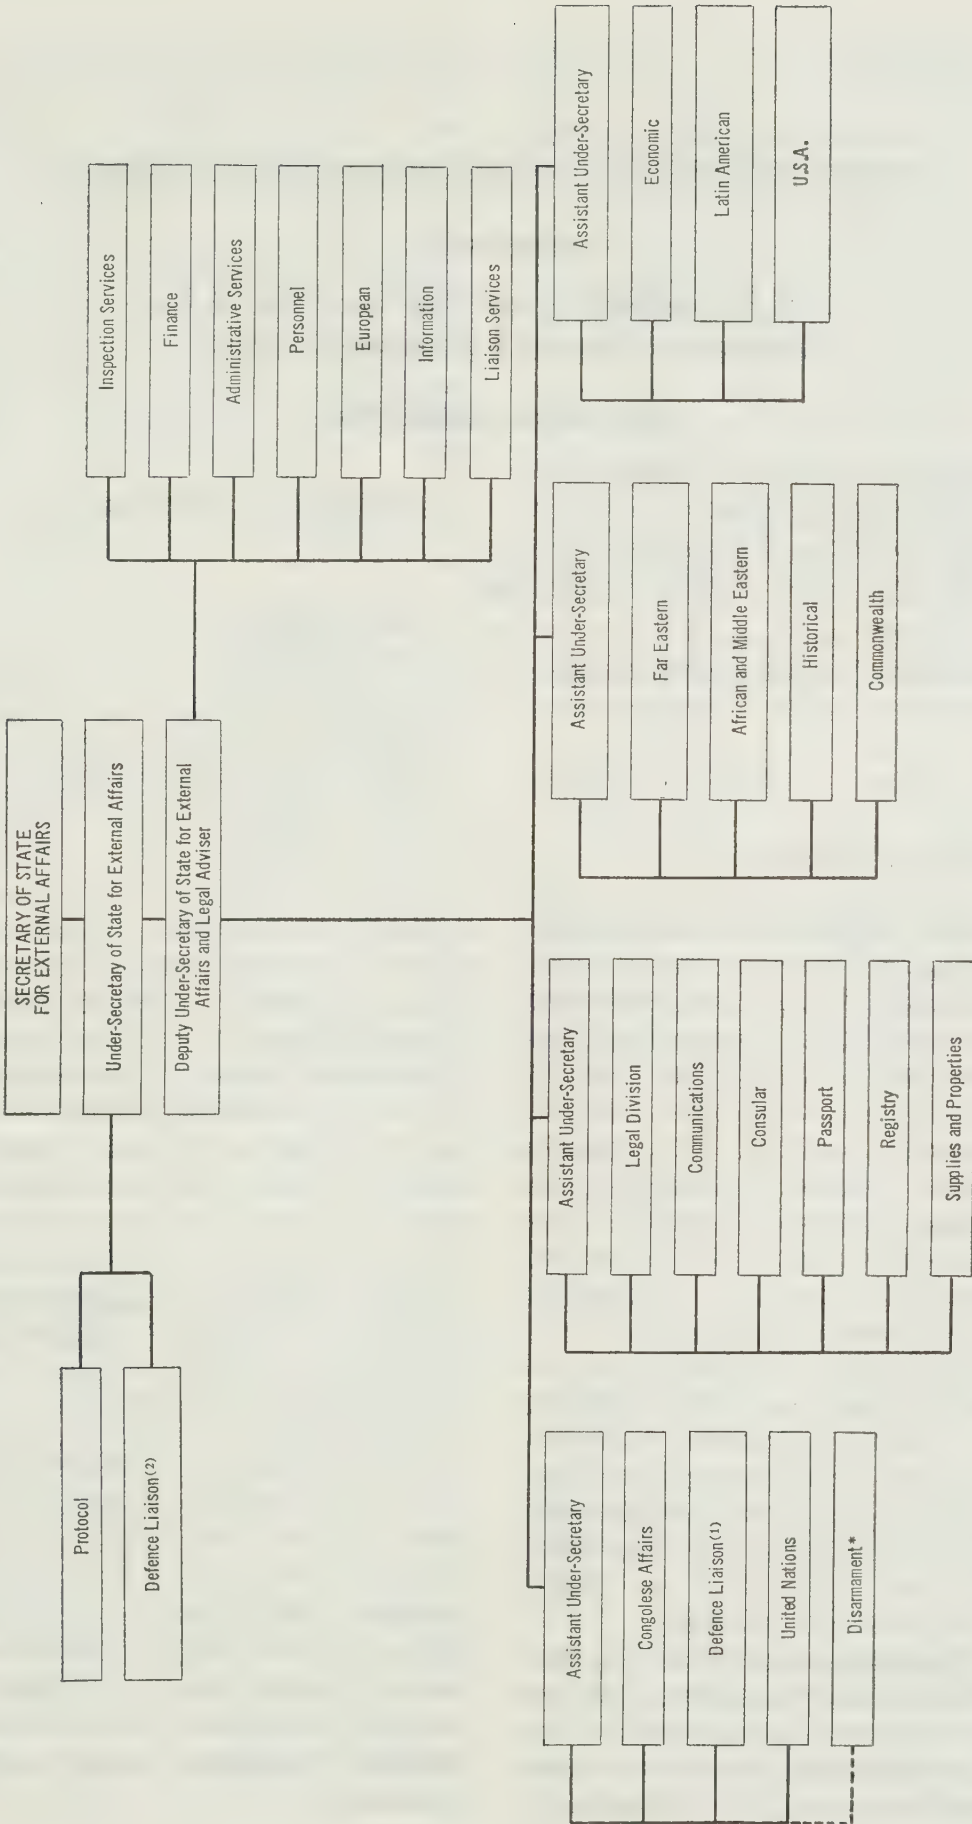 SECRETARY OF STATE
FOR EXTERNAL AFFAIRS
Under-Secretary of State for External Affairs
Deputy Under-Secretary of State for External
Affairs and Legal Adviser
Protocol
Defence Liaison(2)
Inspection Services
Finance
Administrative Services
Personnel
European
Information
Liaison Services
Assistant Under-Secretary
Congolese Affairs
Defence Liaison(1)
United Nations
Disarmament*
Assistant Under-Secretary
Legal Division
Communications
Consular
Passport
Registry
Supplies and Properties
Assistant Under-Secretary
Far Eastern
African and Middle Eastern
Historical
Commonwealth
Assistant Under-Secretary
Economic
Latin American
U.S.A.